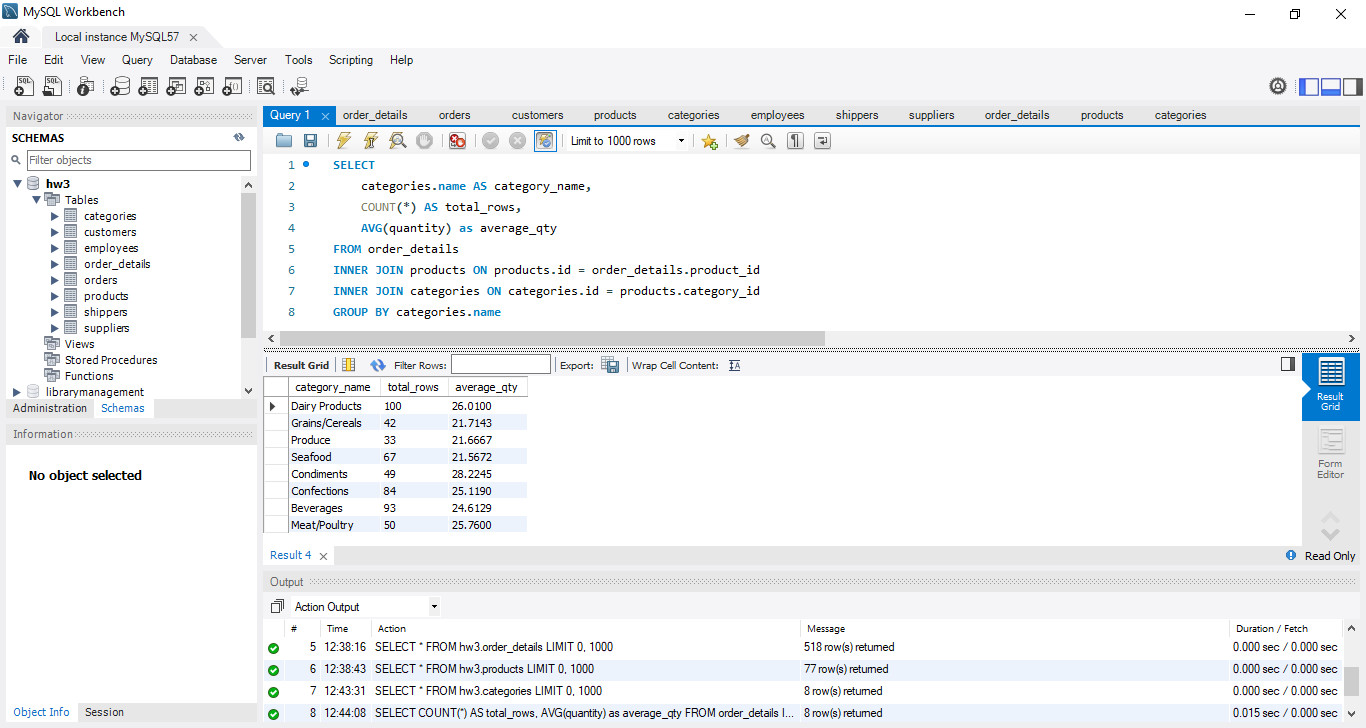 MySQL Workbench
Local instance MySQL57
File Edit View Query Database Server Tools Scripting Help
Navigator
SCHEMAS
Filter objects
hw3
Tables
categories
customers
employees
order_details
orders
products
shippers
suppliers
Views
Stored Procedures
Functions
librarymanagement
Administration Schemas
Information
No object selected
Object Info Session
Query 1 order_details orders customers products categories employees shippers suppliers order_details products categories
Limit to 1000 rows
1 SELECT
2 categories.name AS category_name,
3 COUNT(*) AS total_rows,
4 AVG(quantity) as average_qty
5 FROM order_details
6 INNER JOIN products ON products.id = order_details.product_id
7 INNER JOIN categories ON categories.id = products.category_id
8 GROUP BY categories.name
Result Grid Filter Rows: Export: Wrap Cell Content:
category_name total_rows average_qty
Dairy Products 100 26.0100
Grains/Cereals 42 21.7143
Produce 33 21.6667
Seafood 67 21.5672
Condiments 49 28.2245
Confections 84 25.1190
Beverages 93 24.6129
Meat/Poultry 50 25.7600
Result
Grid
Form
Editor
Result 4
Read Only
Output
Action Output
# Time Action Message Duration / Fetch
5 12:38:16 SELECT * FROM hw3.order_details LIMIT 0, 1000 518 row(s) returned 0.000 sec / 0.000 sec
6 12:38:43 SELECT * FROM hw3.products LIMIT 0, 1000 77 row(s) returned 0.000 sec / 0.000 sec
7 12:43:31 SELECT * FROM hw3.categories LIMIT 0, 1000 8 row(s) returned 0.000 sec / 0.000 sec
8 12:44:08 SELECT COUNT(*) AS total_rows, AVG(quantity) as average_qty FROM order_details I... 8 row(s) returned 0.015 sec / 0.000 sec